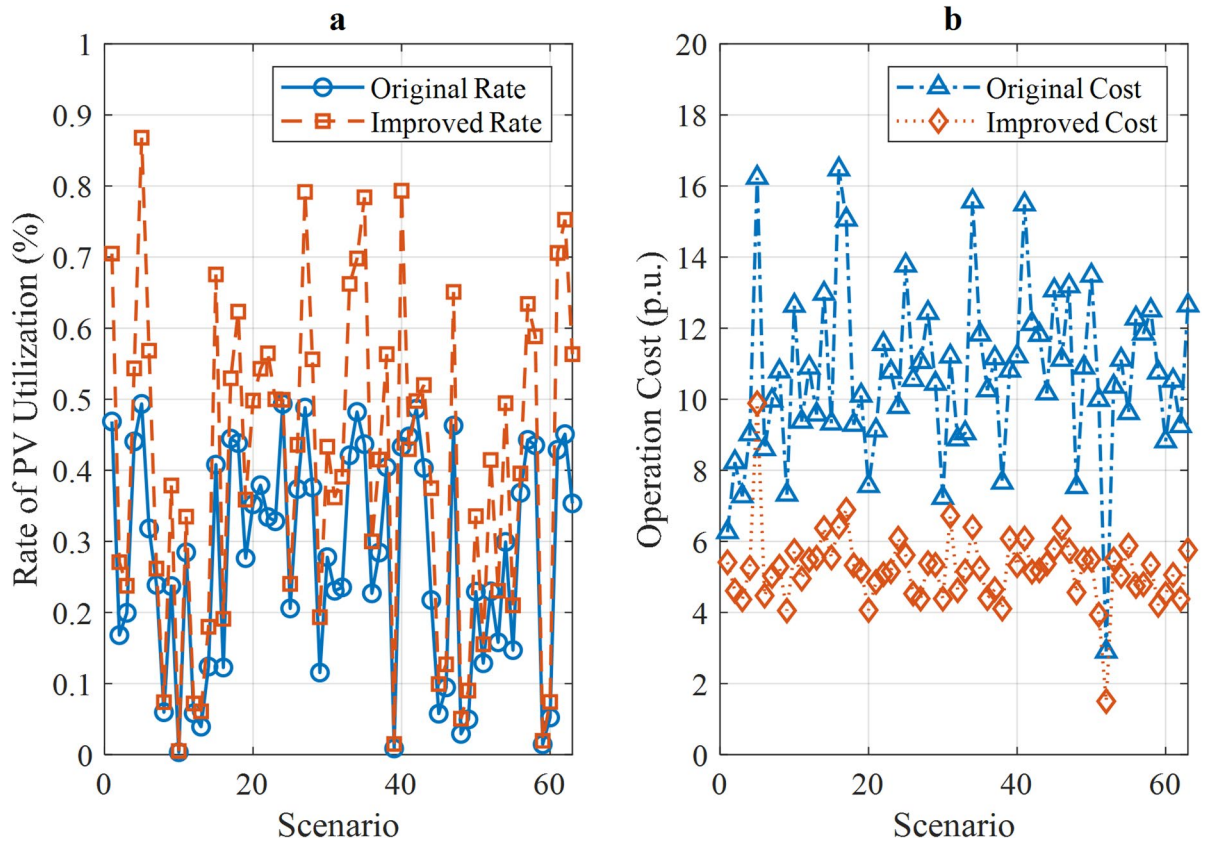 a
1
0.9
0.8
0.7
0.6
0.5
0.4
0.3
0.2
0.1
0
0 20 40 60
Rate of PV Utilization (%)
Scenario
Original Rate
Improved Rate
b
20
18
16
14
12
10
8
6
4
2
0
0 20 40 60
Operation Cost (p.u.)
Scenario
Original Cost
Improved Cost